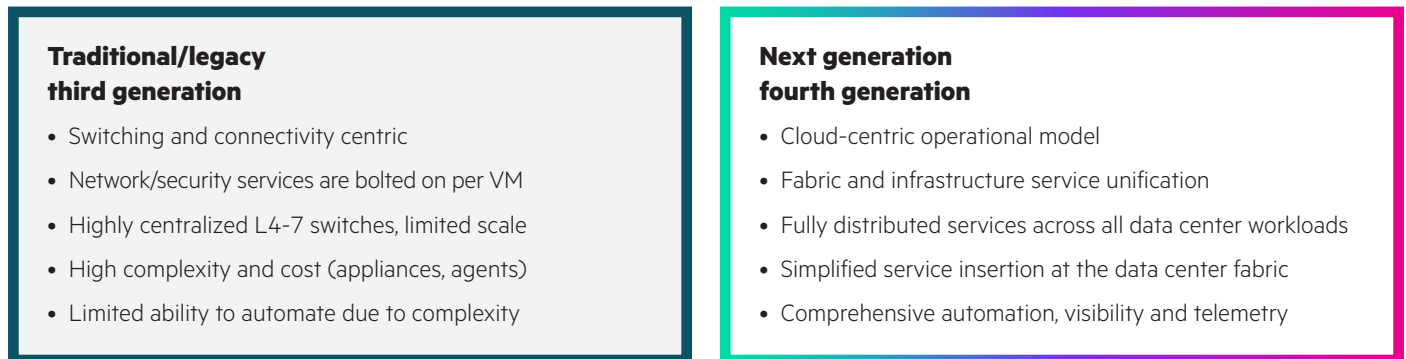 Traditional/legacy
third generation
• Switching and connectivity centric
• Network/security services are bolted on per VM
• Highly centralized L4-7 switches, limited scale
• High complexity and cost (appliances, agents)
• Limited ability to automate due to complexity
Next generation
fourth generation
• Cloud-centric operational model
• Fabric and infrastructure service unification
• Fully distributed services across all data center workloads
• Simplified service insertion at the data center fabric
• Comprehensive automation, visibility and telemetry